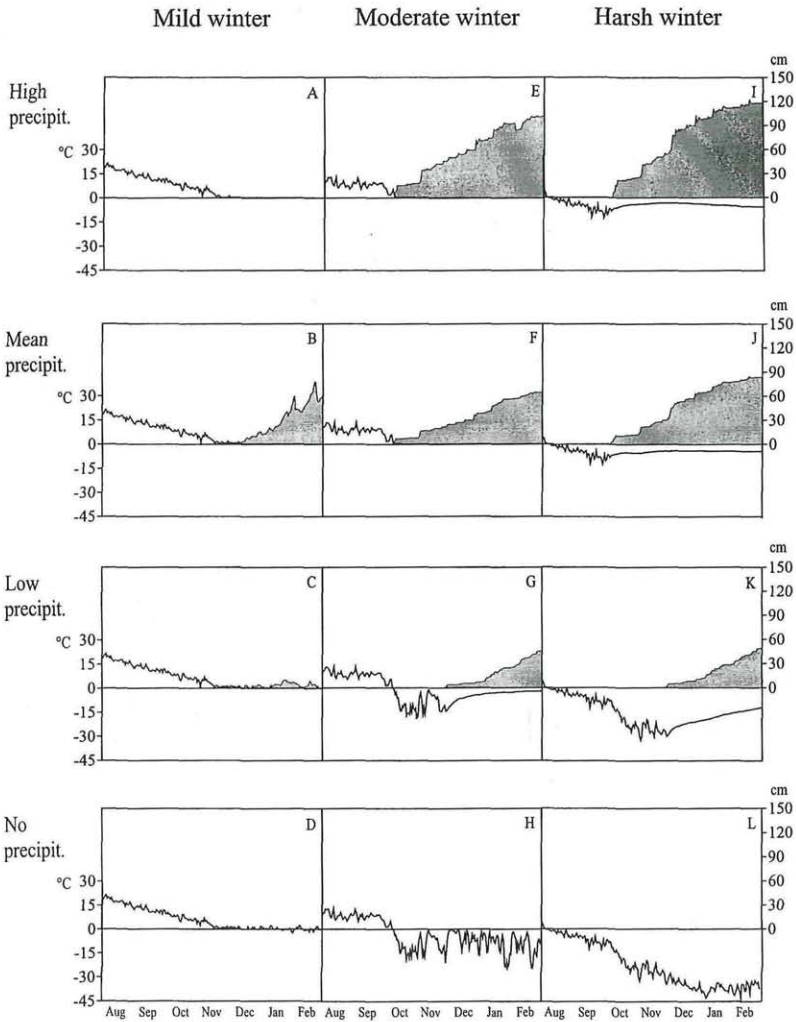 Mild winter Moderate winter Harsh winter
cm
High
precipit.
A E I
150
120
90
60
30
0
°C
30
15
0
-15
-30
-45
cm
Mean
precipit.
B F J
150
120
90
60
30
0
°C
30
15
0
-15
-30
-45
cm
Low
precipit.
C G K
150
120
90
60
30
0
°C
30
15
0
-15
-30
-45
cm
No
precipit.
D H L
150
120
90
60
30
0
°C
30
15
0
-15
-30
-45
Aug Sep Oct Nov Dec Jan Feb Aug Sep Oct Nov Dec Jan Feb Aug Sep Oct Nov Dec Jan Feb